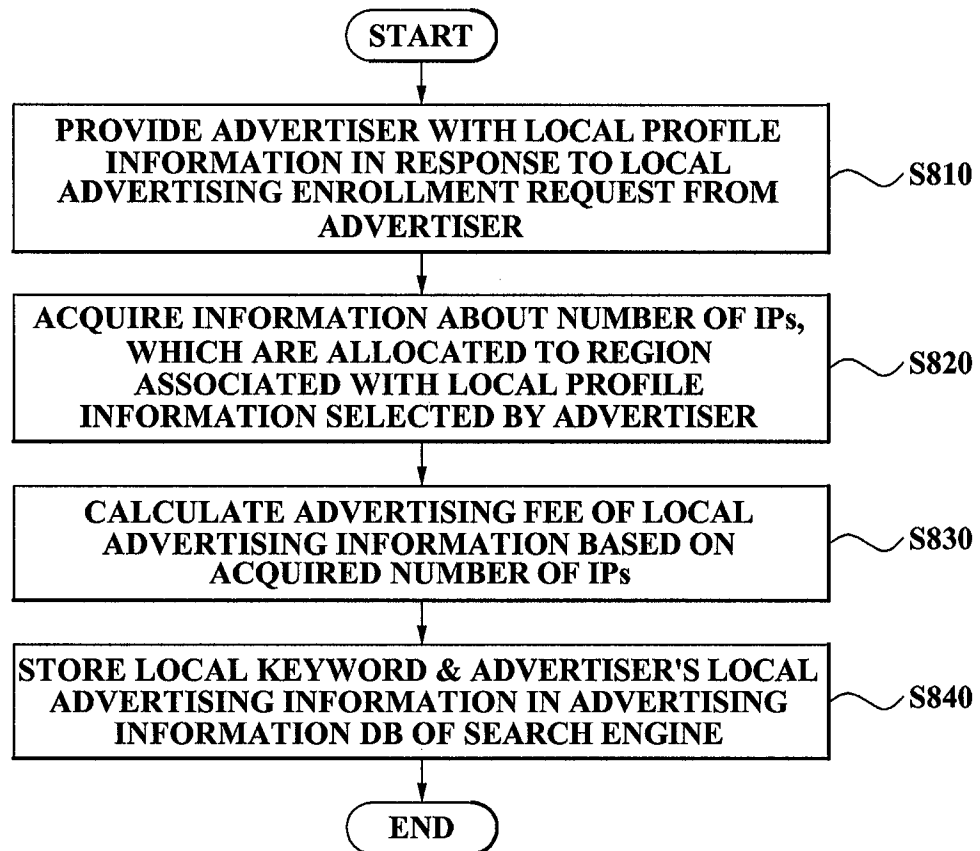 START
PROVIDE ADVERTISER WITH LOCAL PROFILE
INFORMATION IN RESPONSE TO LOCAL
ADVERTISING ENROLLMENT REQUEST FROM
ADVERTISER
S810
ACQUIRE INFORMATION ABOUT NUMBER OF IPs,
WHICH ARE ALLOCATED TO REGION
ASSOCIATED WITH LOCAL PROFILE
INFORMATION SELECTED BY ADVERTISER
S820
CALCULATE ADVERTISING FEE OF LOCAL
ADVERTISING INFORMATION BASED ON
ACQUIRED NUMBER OF IPs
S830
STORE LOCAL KEYWORD & ADVERTISER'S LOCAL
ADVERTISING INFORMATION IN ADVERTISING
INFORMATION DB OF SEARCH ENGINE
S840
END